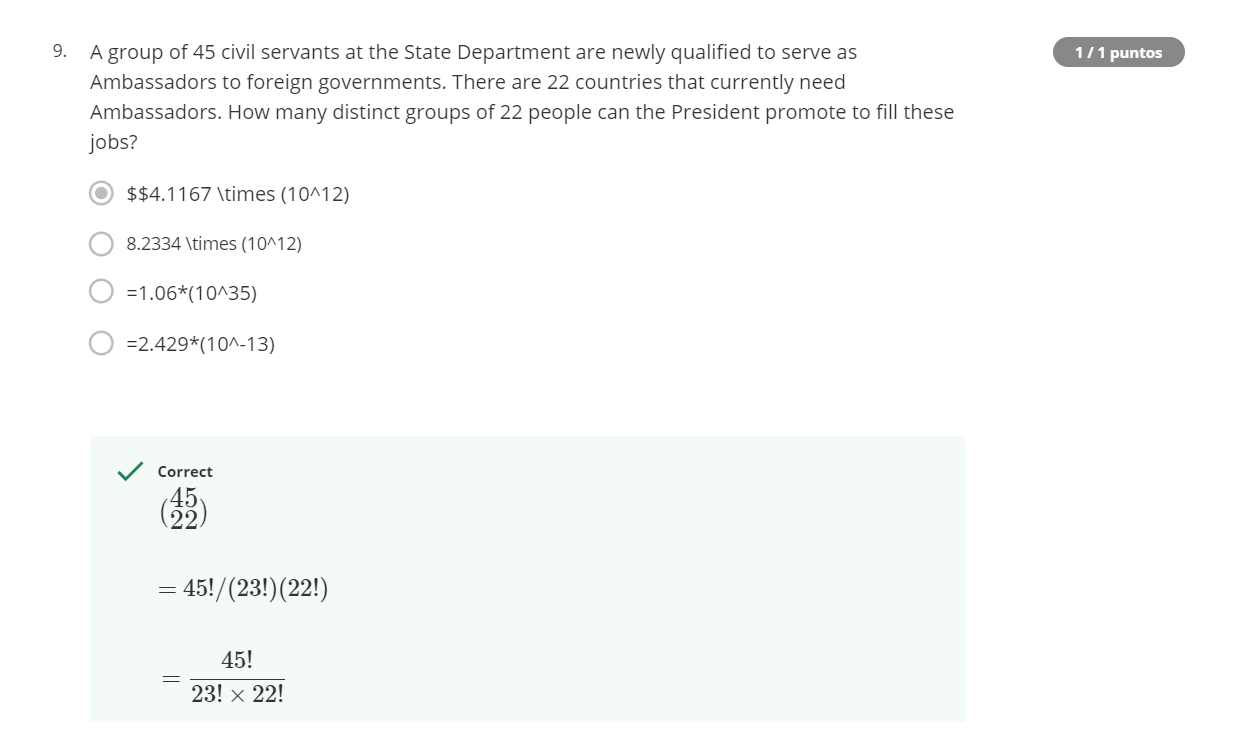 9. A group of 45 civil servants at the State Department are newly qualified to serve as
Ambassadors to foreign governments. There are 22 countries that currently need
Ambassadors. How many distinct groups of 22 people can the President promote to fill these
jobs?
1 / 1 puntos
$$4.1167 \times (10^12)
8.2334 \times (10^12)
=1.06*(10^35)
=2.429*(10^-13)
Correct
(45
22)
= 45!/(23!)(22!)
= 45!
23! × 22!